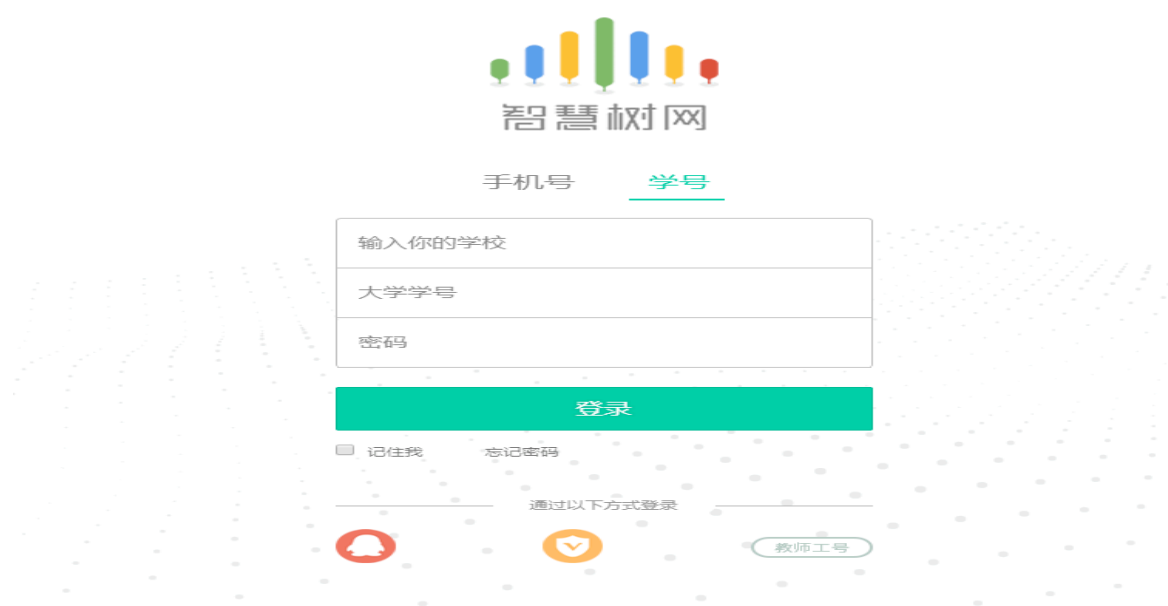 智慧树网
手机号 学号
输入你的学校
大学学号
密码
登录
记住我 忘记密码
通过以下方式登录
教师工号